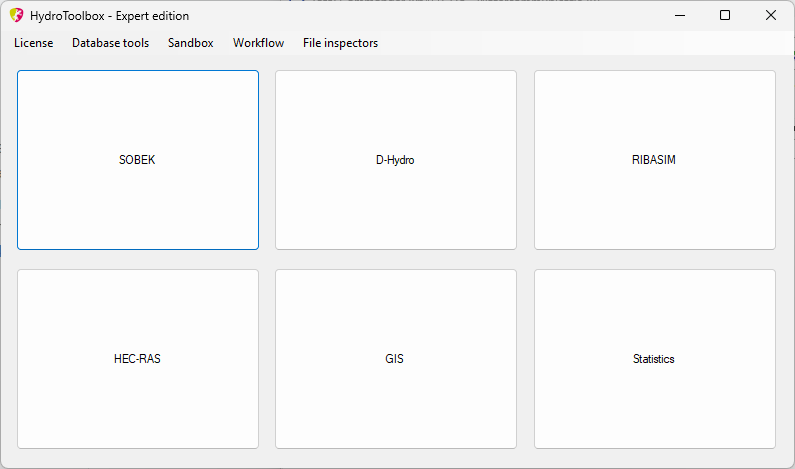 HydroToolbox - Expert edition
License Database tools Sandbox Workflow File inspectors
SOBEK D-Hydro RIBASIM
HEC-RAS GIS Statistics